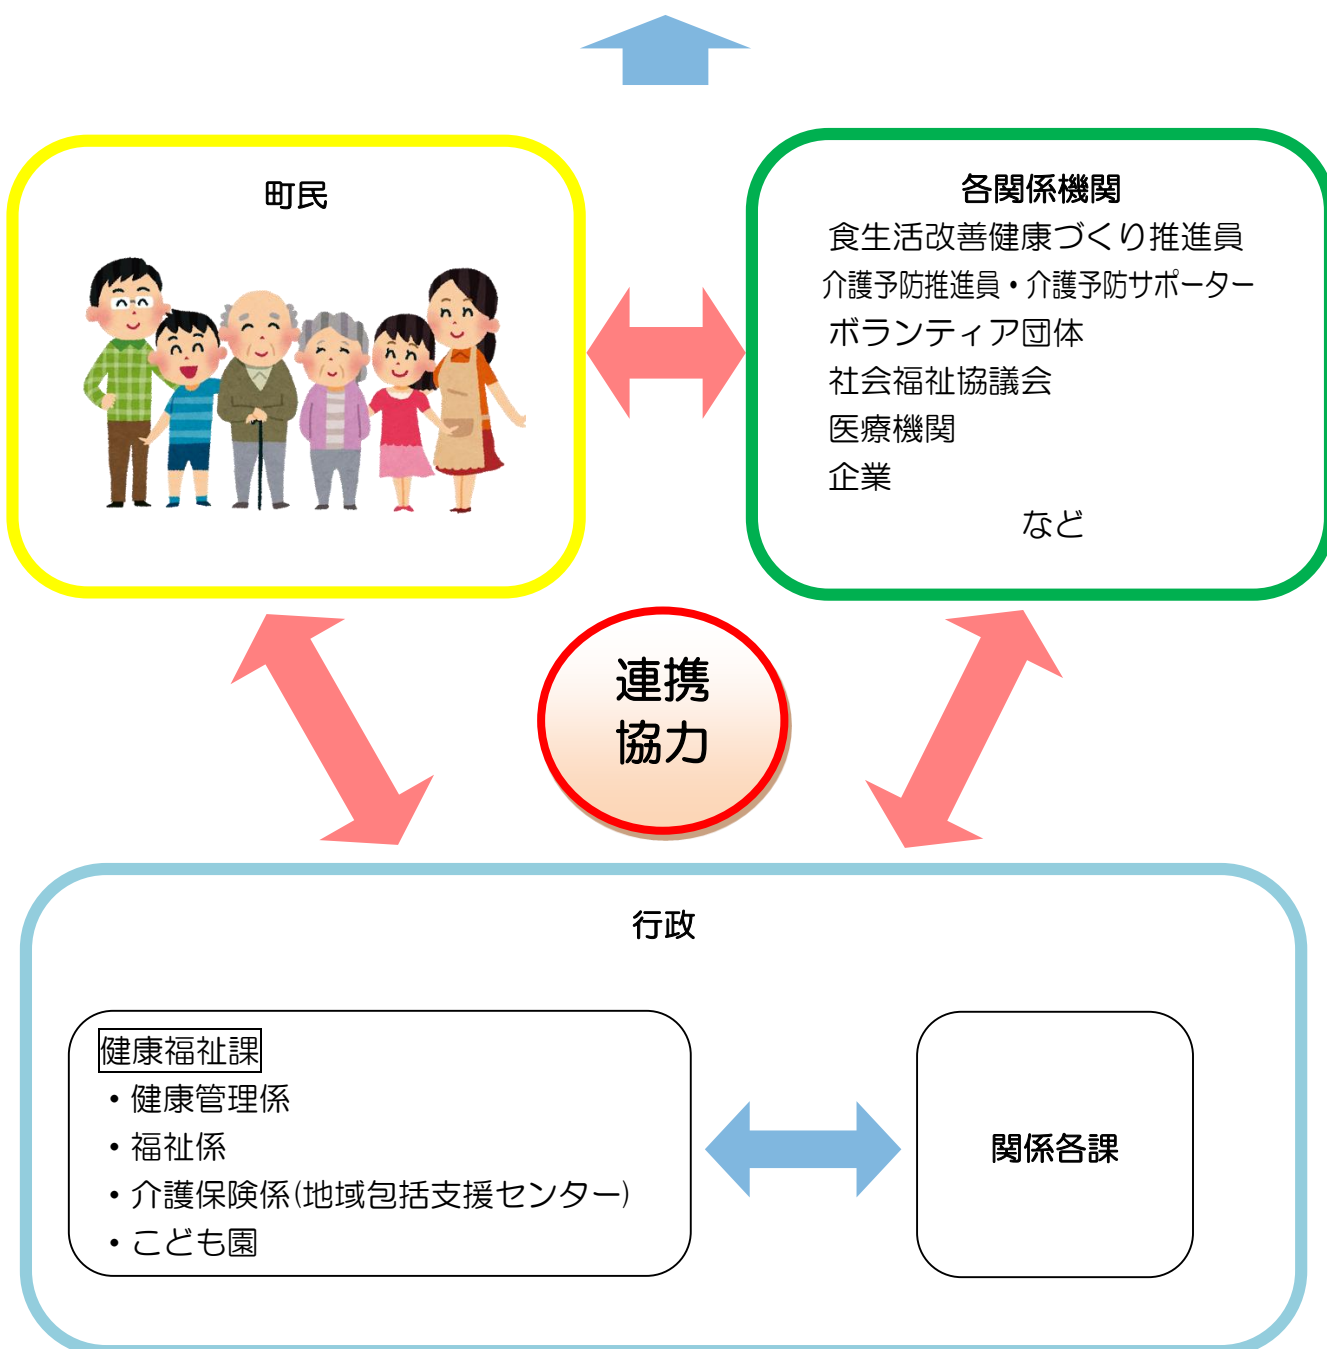 町民
各関係機関
食生活改善健康づくり推進員
介護予防推進員・介護予防サポーター
ボランティア団体
社会福祉協議会
医療機関
企業
など
連携
協力
行政
健康福祉課
・健康管理係
・福祉係
・介護保険係(地域包括支援センター)
・こども園
関係各課